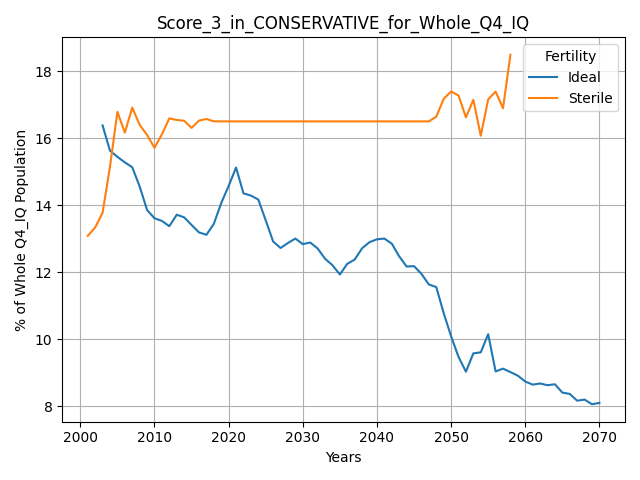 Score_3_in_CONSERVATIVE_for_Whole_Q4_IQ
Fertility
Ideal
Sterile
% of Whole Q4_IQ Population
18
16
14
12
10
8
2000 2010 2020 2030 2040 2050 2060 2070
Years